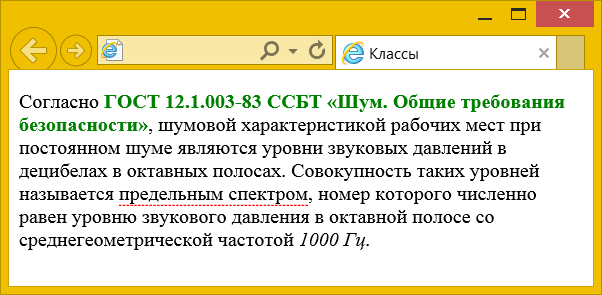 Классы
Согласно ГОСТ 12.1.003-83 ССБТ «Шум. Общие требования
безопасности», шумовой характеристикой рабочих мест при
постоянном шуме являются уровни звуковых давлений в
децибелах в октавных полосах. Совокупность таких уровней
называется предельным спектром, номер которого численно
равен уровню звукового давления в октавной полосе со
среднегеометрической частотой 1000 Гц.